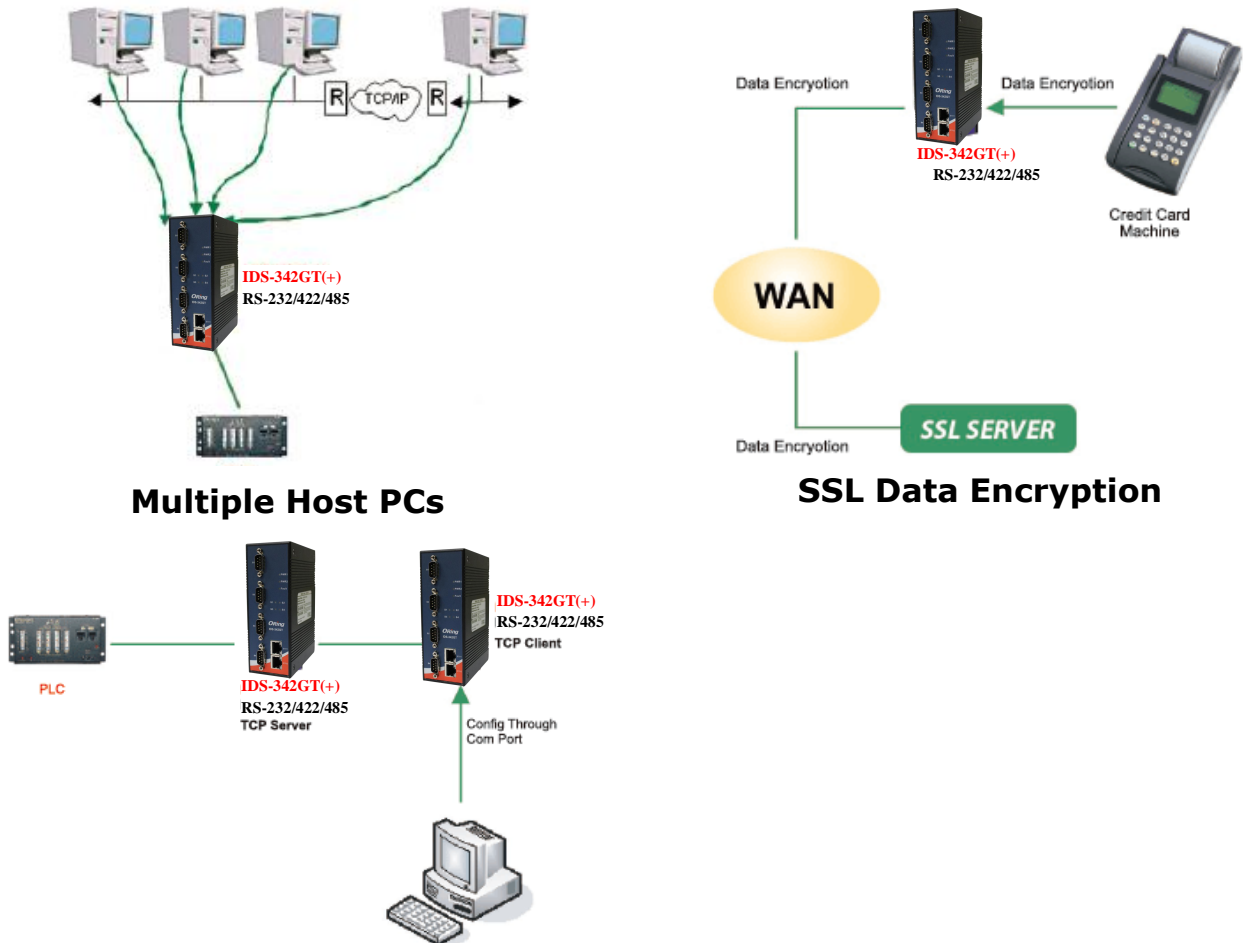 R TCP/IP R
IDS-342GT(+)
RS-232/422/485
Multiple Host PCs
Data Encryotion
Data Encryotion
IDS-342GT(+)
RS-232/422/485
Credit Card
Machine
WAN
SSL SERVER
Data Encryotion
SSL Data Encryption
PLC
IDS-342GT(+)
RS-232/422/485
TCP Server
IDS-342GT(+)
RS-232/422/485
TCP Client
Config Through
Com Port